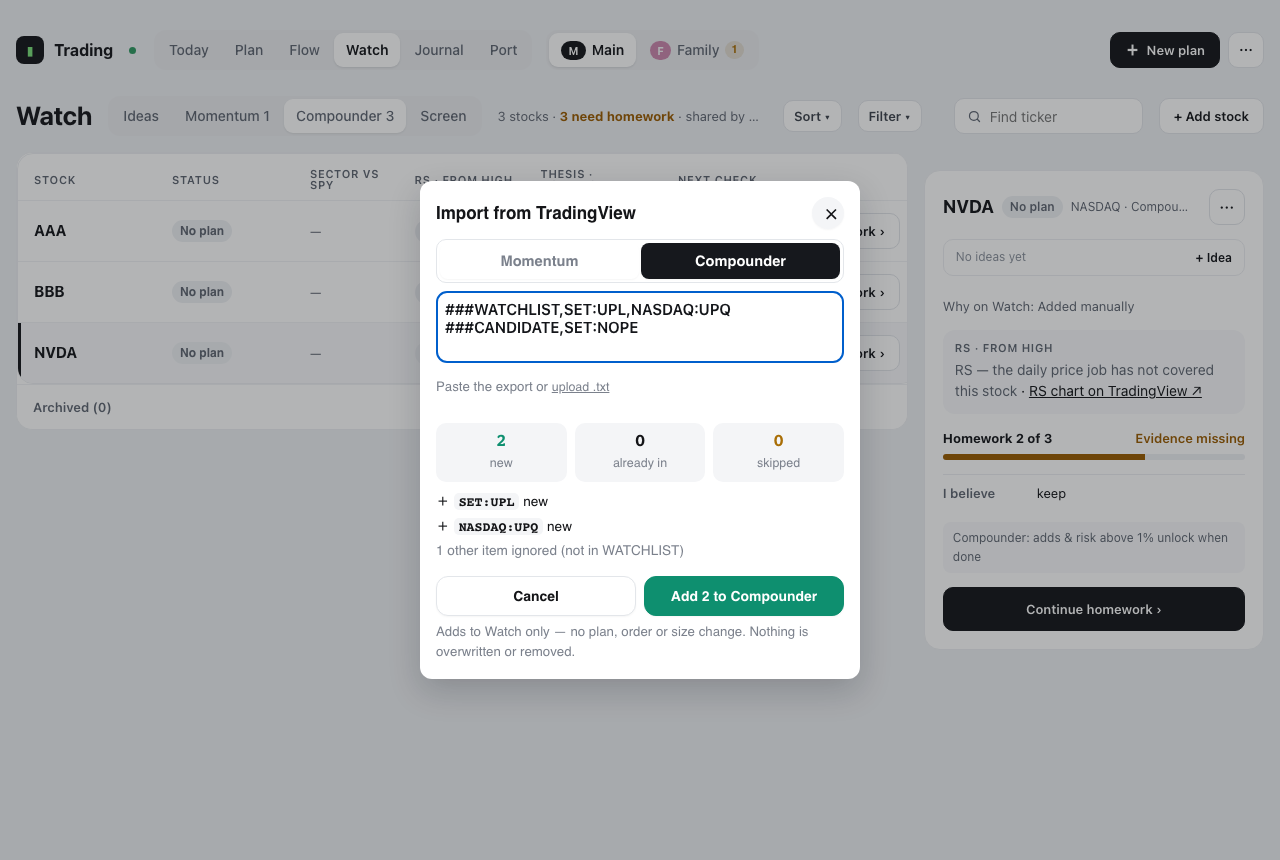 Trading
Today Plan Flow Watch Journal Port
M Main F Family 1
+ New plan ...
Watch
Ideas Momentum 1 Compounder 3 Screen
3 stocks · 3 need homework · shared by ...
Sort ▾ Filter ▾
Find ticker
+ Add stock
STOCK STATUS SECTOR VS SPY RS · FROM HIGH THESIS · NEXT CHECK
AAA No plan —
BBB No plan —
NVDA No plan —
Archived (0)
Import from TradingView ✕
Momentum Compounder
###WATCHLIST,SET:UPL,NASDAQ:UPQ
###CANDIDATE,SET:NOPE
Paste the export or upload .txt
2 0 0
new already in skipped
+ SET:UPL new
+ NASDAQ:UPQ new
1 other item ignored (not in WATCHLIST)
Cancel Add 2 to Compounder
Adds to Watch only — no plan, order or size change. Nothing is
overwritten or removed.
NVDA No plan NASDAQ · Compou... ...
No ideas yet + Idea
Why on Watch: Added manually
RS · FROM HIGH
RS — the daily price job has not covered
this stock · RS chart on TradingView ↗
Homework 2 of 3 Evidence missing
I believe keep
Compounder: adds & risk above 1% unlock when
done
Continue homework ›